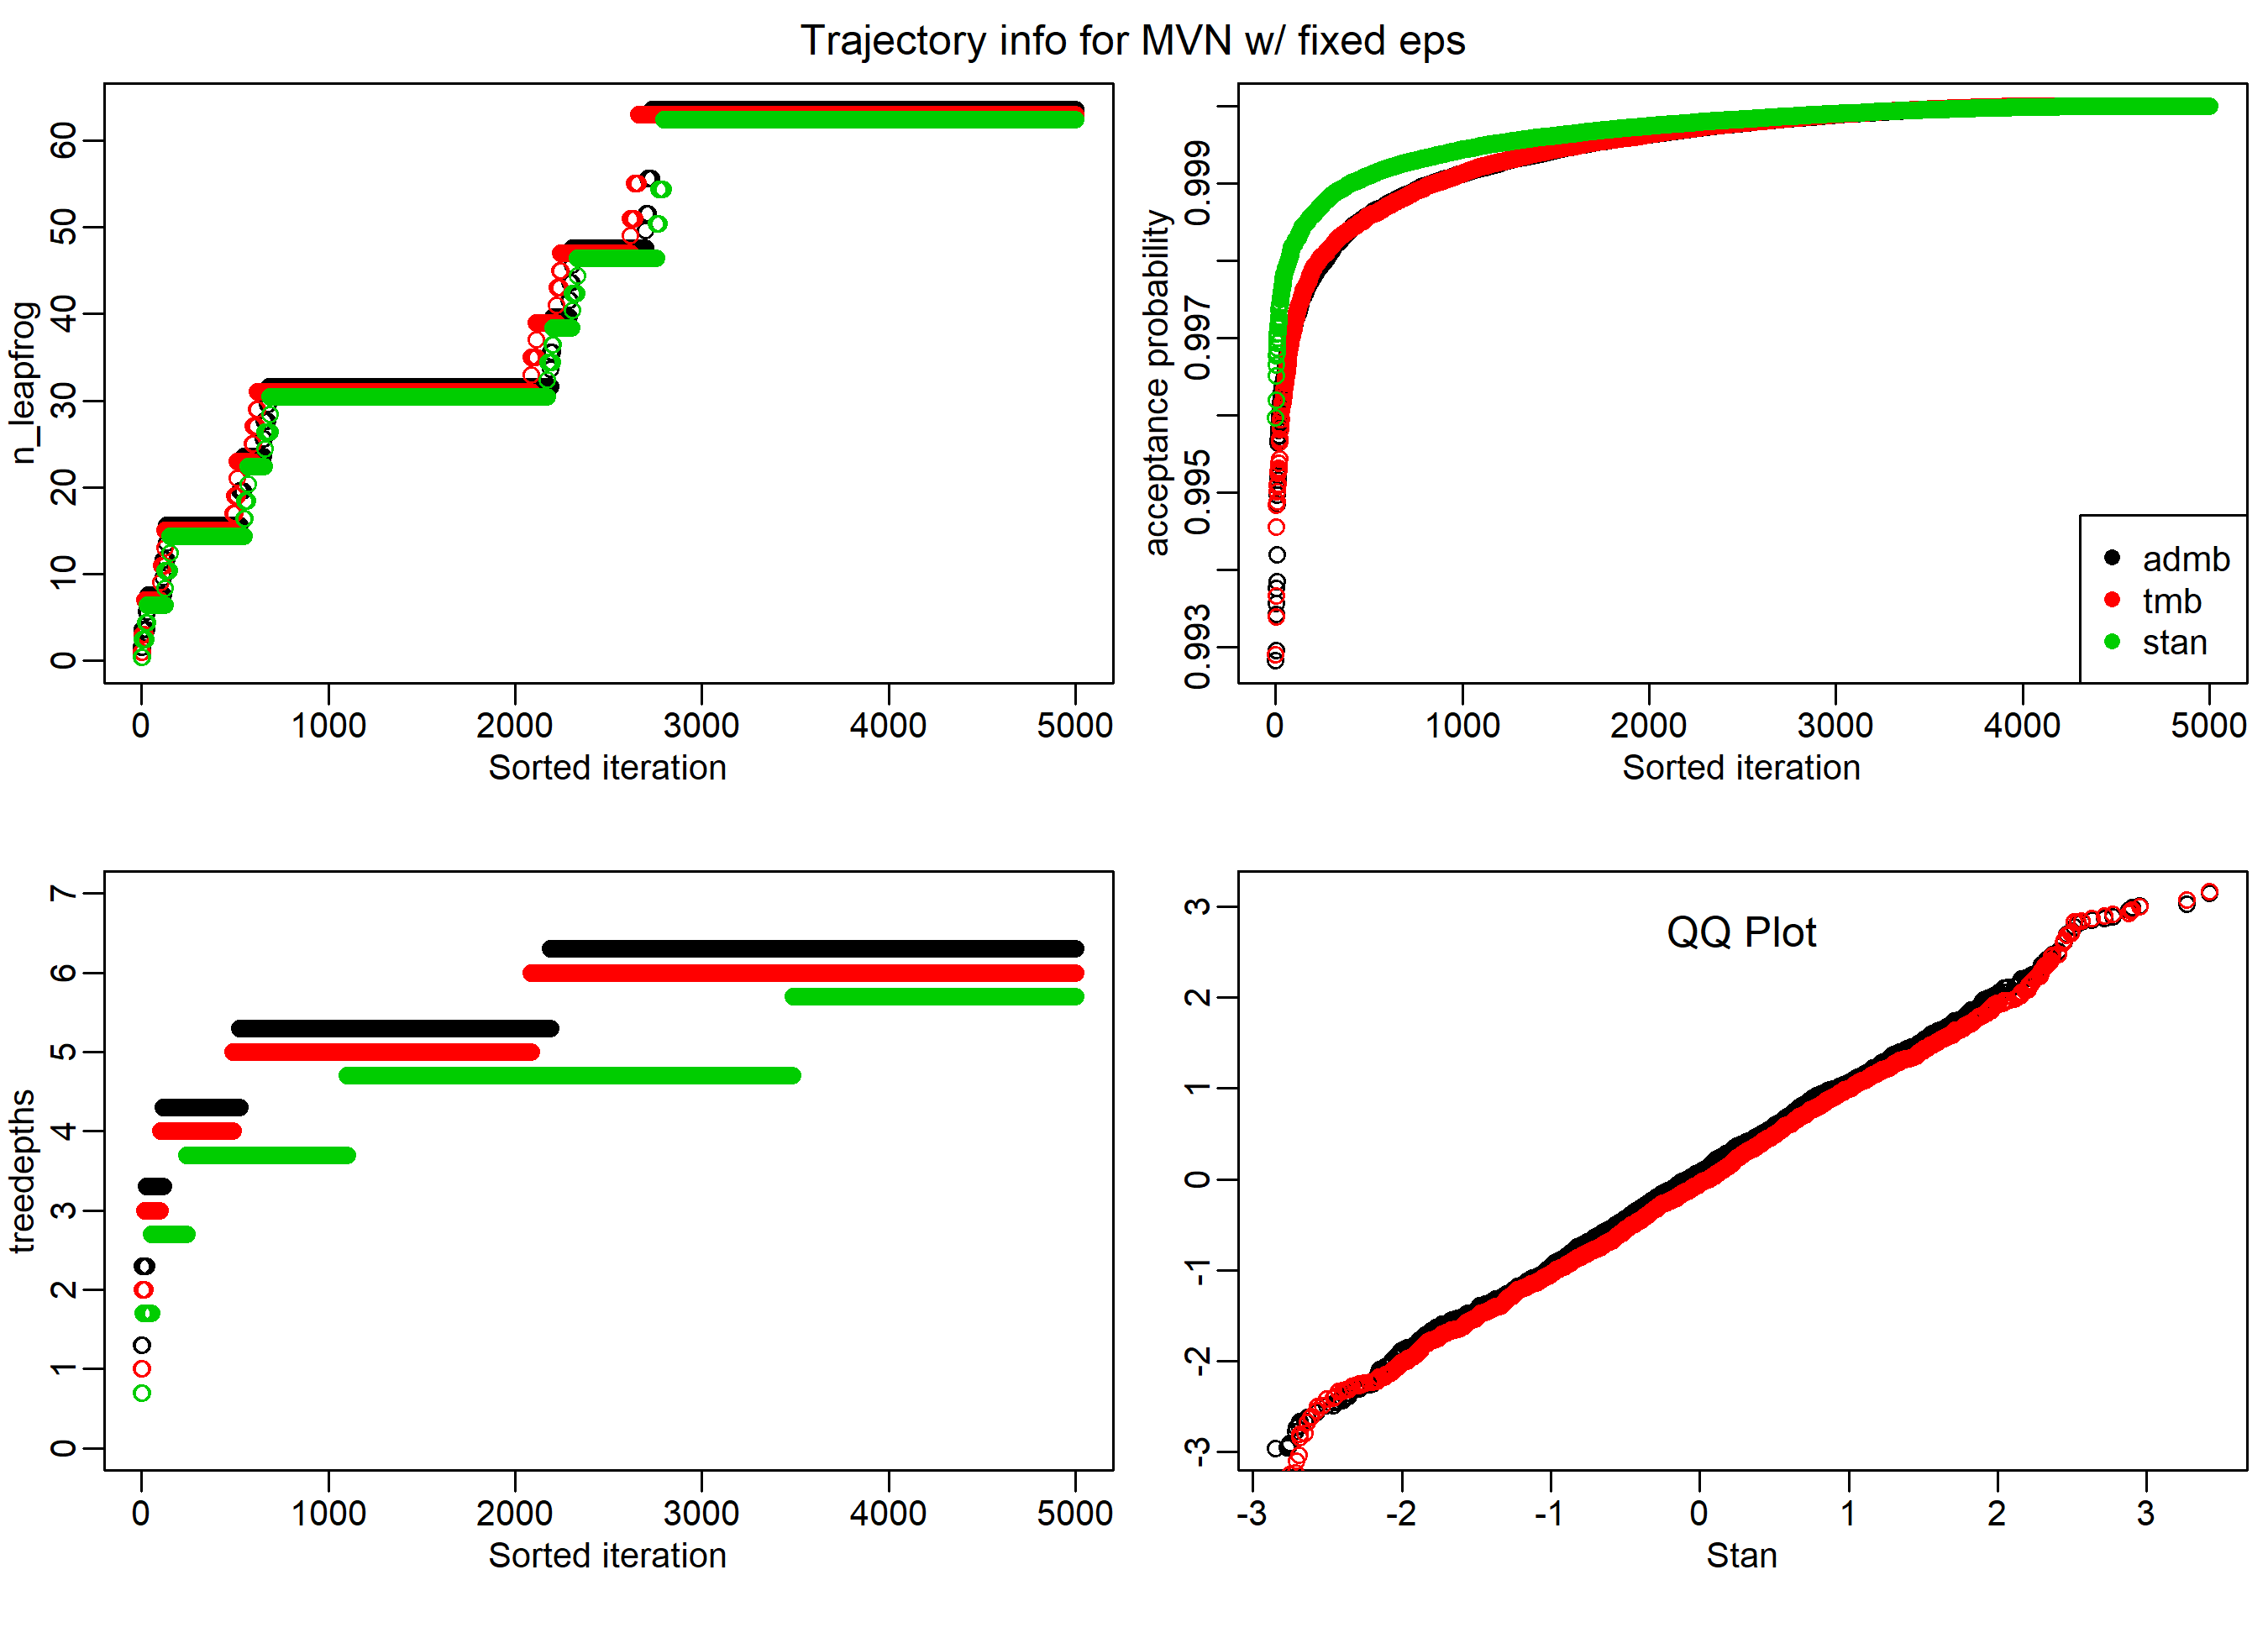 Trajectory info for MVN w/ fixed eps
n_leapfrog
0 10 20 30 40 50 60
0 1000 2000 3000 4000 5000
Sorted iteration
acceptance probability
0.993 0.995 0.997 0.999
0 1000 2000 3000 4000 5000
Sorted iteration
admb
tmb
stan
treedepths
0 1 2 3 4 5 6 7
0 1000 2000 3000 4000 5000
Sorted iteration
QQ Plot
-3 -2 -1 0 1 2 3
-3 -2 -1 0 1 2 3
Stan